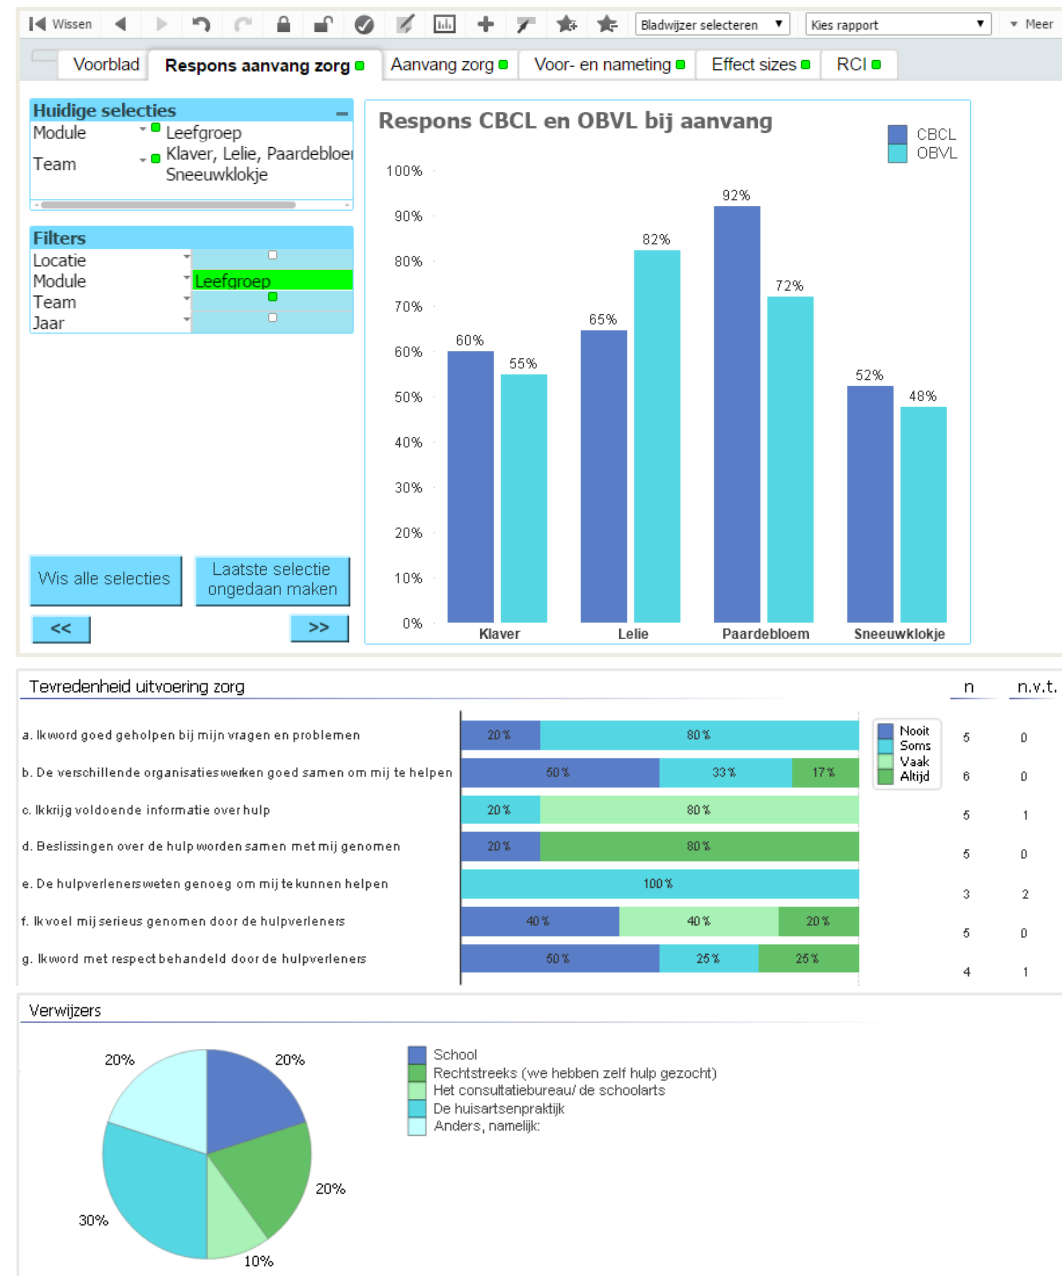 Wissen Bladwijzer selecteren Kies rapport Meer
Voorblad Respons aanvang zorg Aanvang zorg Voor- en nameting Effect sizes RCI
Huidige selecties
Module Leefgroep
Team Klaver, Lelie, Paardebloe
Sneeuwklokje
Filters
Locatie
Module Leefgroep
Team
Jaar
Wis alle selecties
Laatste selectie
ongedaan maken
<< >>
Respons CBCL en OBVL bij aanvang
CBCL
OBVL
100%
90%
80%
70%
60%
50%
40%
30%
20%
10%
0%
60% 55% 65% 82% 92% 72% 52% 48%
Klaver Lelie Paardebloem Sneeuwklokje
Tevredenheid uitvoering zorg n n.v.t.
Nooit
Soms
Vaak
Altijd
a. Ik word goed geholpen bij mijn vragen en problemen 20% 80% 5 0
b. De verschillende organisaties werken goed samen om mij te helpen 50% 33% 17% 6 0
c. Ik krijg voldoende informatie over hulp 20% 80% 5 1
d. Beslissingen over de hulp worden samen met mij genomen 20% 80% 5 0
e. De hulpverleners weten genoeg om mij te kunnen helpen 100% 3 2
f. Ik voel mij serieus genomen door de hulpverleners 40% 40% 20% 5 0
g. Ik word met respect behandeld door de hulpverleners 50% 25% 25% 4 1
Verwijzers
20% 20%
20%
30%
10%
School
Rechtstreeks (we hebben zelf hulp gezocht)
Het consultatiebureau/ de schoolarts
De huisartsenpraktijk
Anders, namelijk: